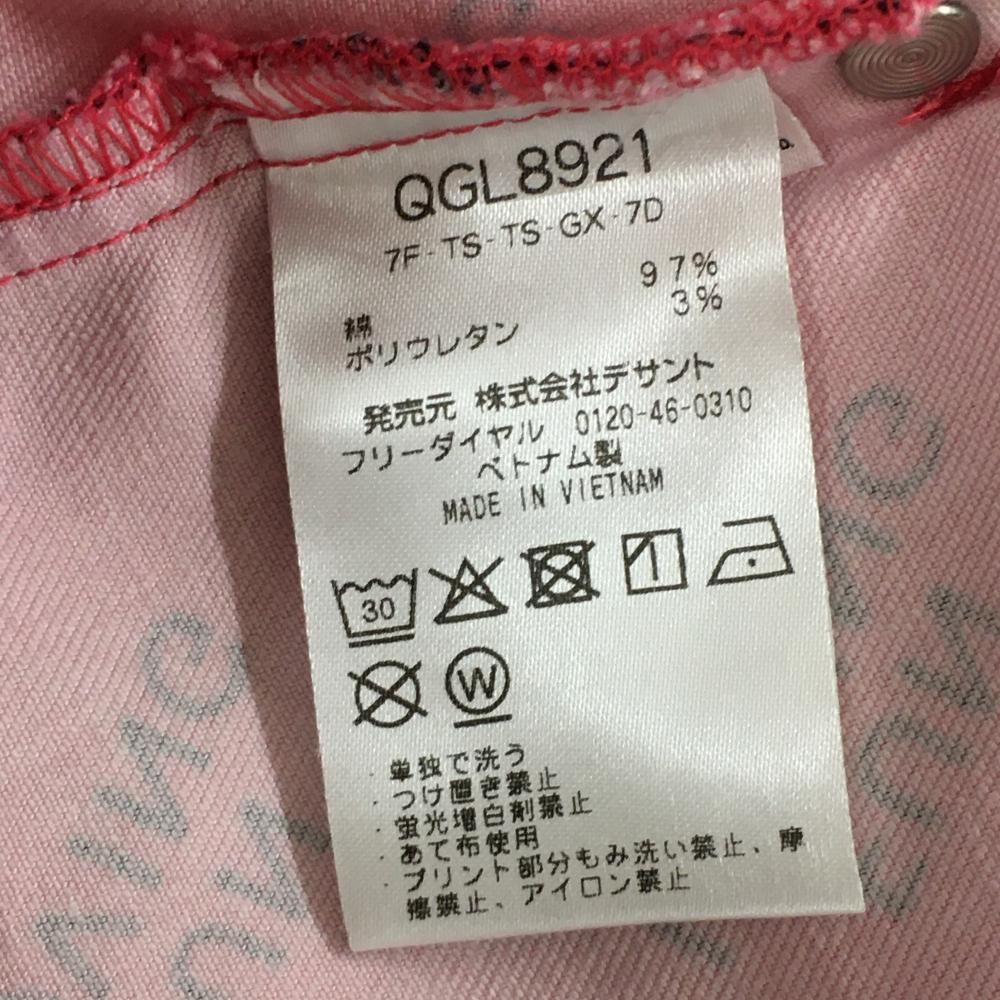 QGL8921
7F-TS-TS-GX-7D
綿 97%
ポリウレタン 3%
発売元 株式会社デサント
フリーダイヤル 0120-46-0310
ベトナム製
MADE IN VIETNAM
30
W
・単独で洗う
・つけ置き禁止
・蛍光増白剤禁止
・あて布使用
・プリント部分もみ洗い禁止、摩
擦禁止、アイロン禁止